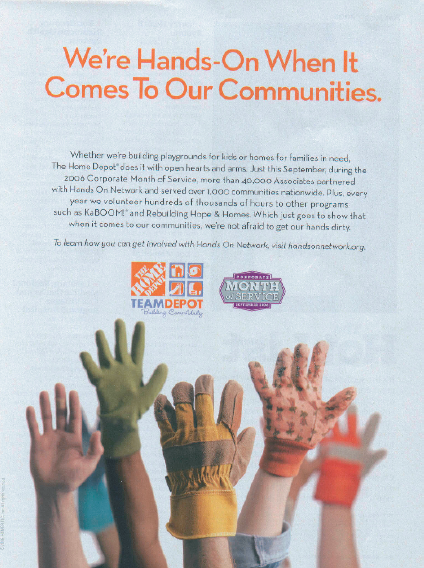 We're Hands-On When It
Comes To Our Communities.
Whether we're building playgrounds for kids or homes for families in need,
The Home Depot® does it with open hearts and arms. Just this September, during the
2006 Corporate Month of Service, more than 40,000 Associates partnered
with Hands On Network and served over 1,000 communities nationwide. Plus, every
year we volunteer hundreds of thousands of hours to other programs
such as KaBOOM!® and Rebuilding Hope & Homes. Which just goes to show that
when it comes to our communities, we're not afraid to get our hands dirty.
To learn how you can get involved with Hands On Network, visit handsonnetwork.org.
THE
HOME
DEPOT
TEAMDEPOT
Building Community
CORPORATE
MONTH
OF SERVICE
SEPTEMBER 2006